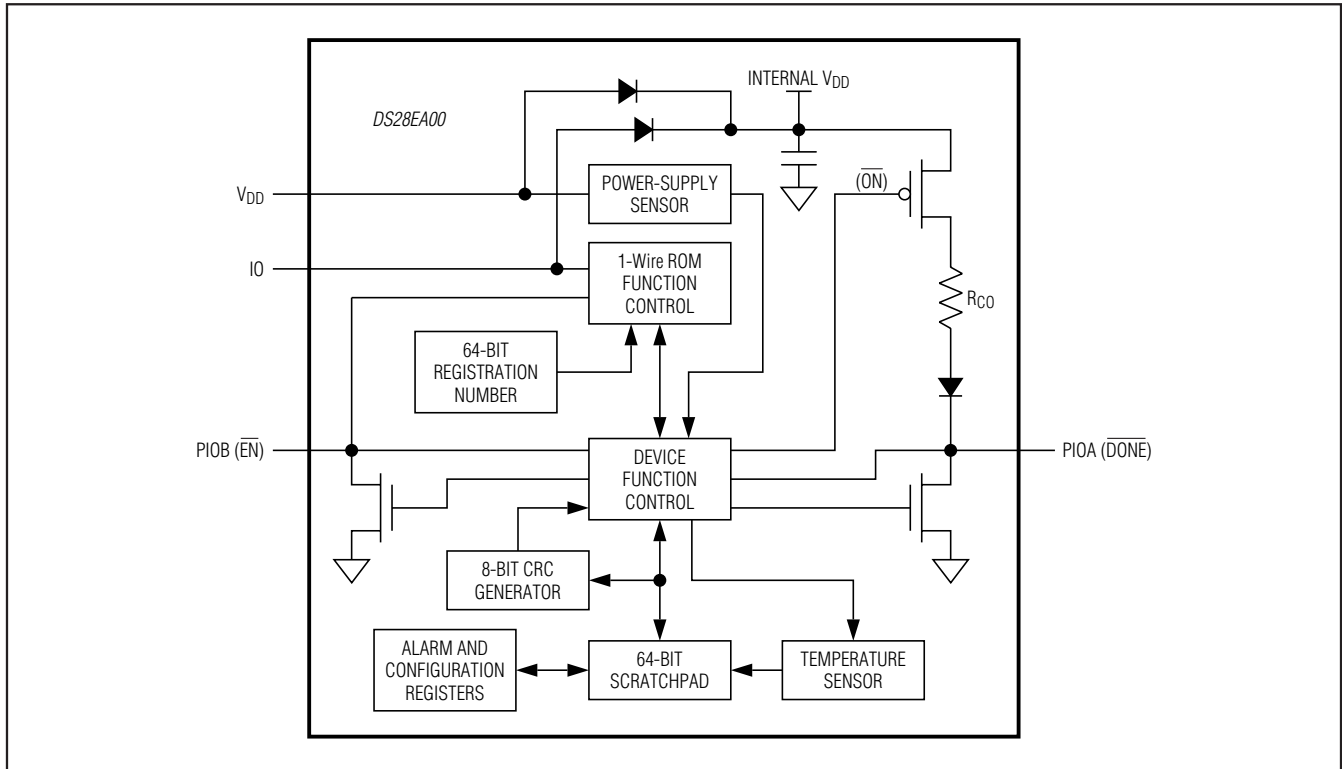 DS28EA00
INTERNAL VDD
VDD
POWER-SUPPLY
SENSOR
(ON)
IO
1-Wire ROM
FUNCTION
CONTROL
RCO
64-BIT
REGISTRATION
NUMBER
PIOB (EN)
DEVICE
FUNCTION
CONTROL
PIOA (DONE)
8-BIT CRC
GENERATOR
ALARM AND
CONFIGURATION
REGISTERS
64-BIT
SCRATCHPAD
TEMPERATURE
SENSOR